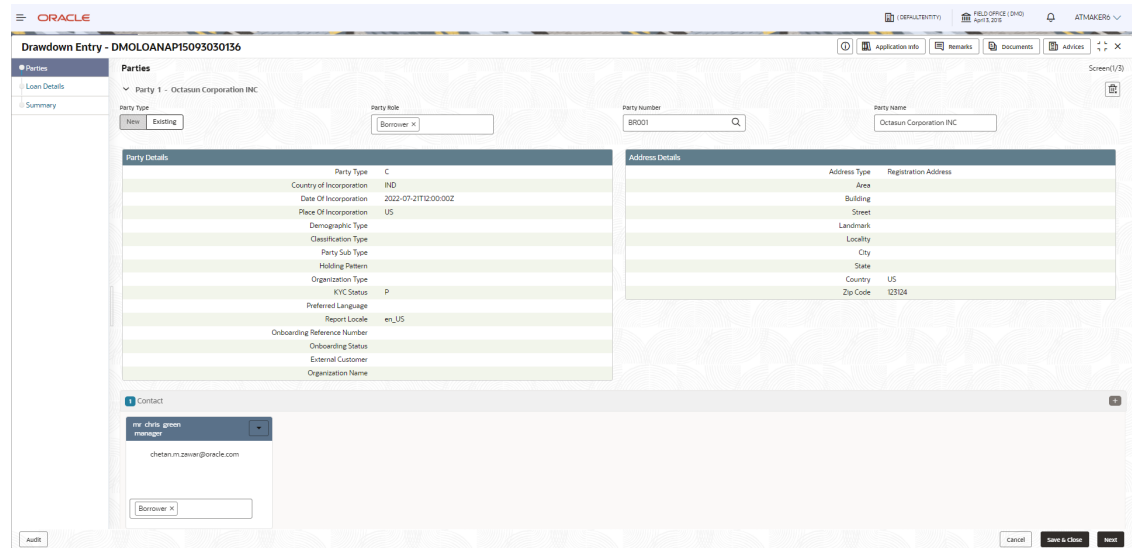 ORACLE
(DEFAULTENTITY)
FIELD OFFICE (DMO)
April 3, 2015
ATMAKER6
Drawdown Entry - DMOLOANAP15093030136
Application Info
Remarks
Documents
Advices
Parties
Loan Details
Summary
Parties
Screen(1/3)
Party 1 - Octasun Corporation INC
Party Type
Party Role
Party Number
Party Name
New Existing
Borrower ×
BR001
Octasun Corporation INC
Party Details
Party Type C
Country of Incorporation IND
Date Of Incorporation 2022-07-21T12:00:00Z
Place Of Incorporation US
Demographic Type
Classification Type
Party Sub Type
Holding Pattern
Organization Type
KYC Status P
Preferred Language
Report Locale en_US
Onboarding Reference Number
Onboarding Status
External Customer
Organization Name
Address Details
Address Type Registration Address
Area
Building
Street
Landmark
Locality
City
State
Country US
Zip Code 123124
1 Contact
mr chris green
manager
chetan.m.zawar@oracle.com
Borrower ×
Audit
Cancel
Save & Close
Next